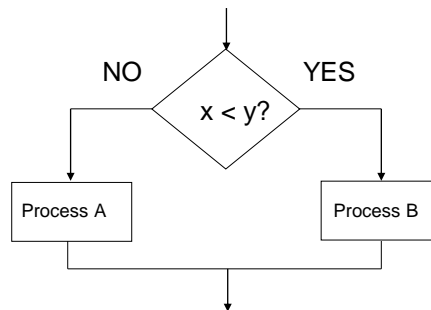 NO
YES
x < y?
Process A
Process B